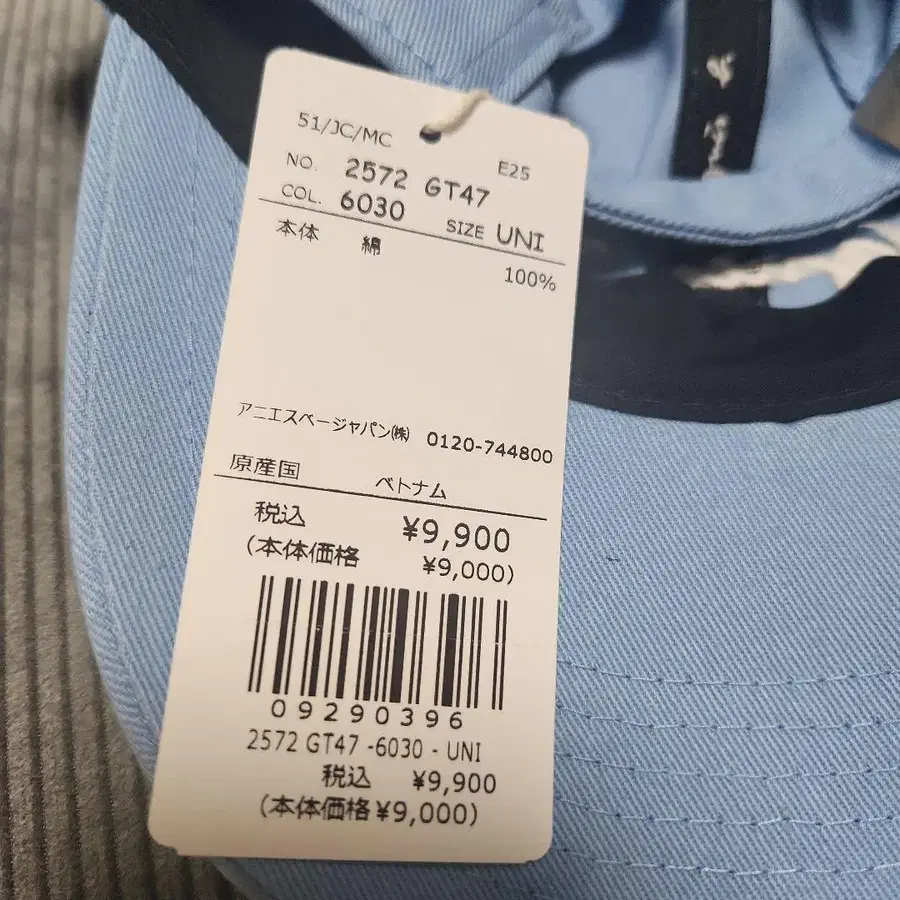 51/JC/MC
E25
NO. 2572 GT47
COL. 6030 SIZE UNI
本体 綿 100%
アニエスベージャパン㈱ 0120-744800
原産国 ベトナム
税込 ¥9,900
(本体価格 ¥9,000)
09290396
2572 GT47 -6030 - UNI
税込 ¥9,900
(本体価格¥9,000)